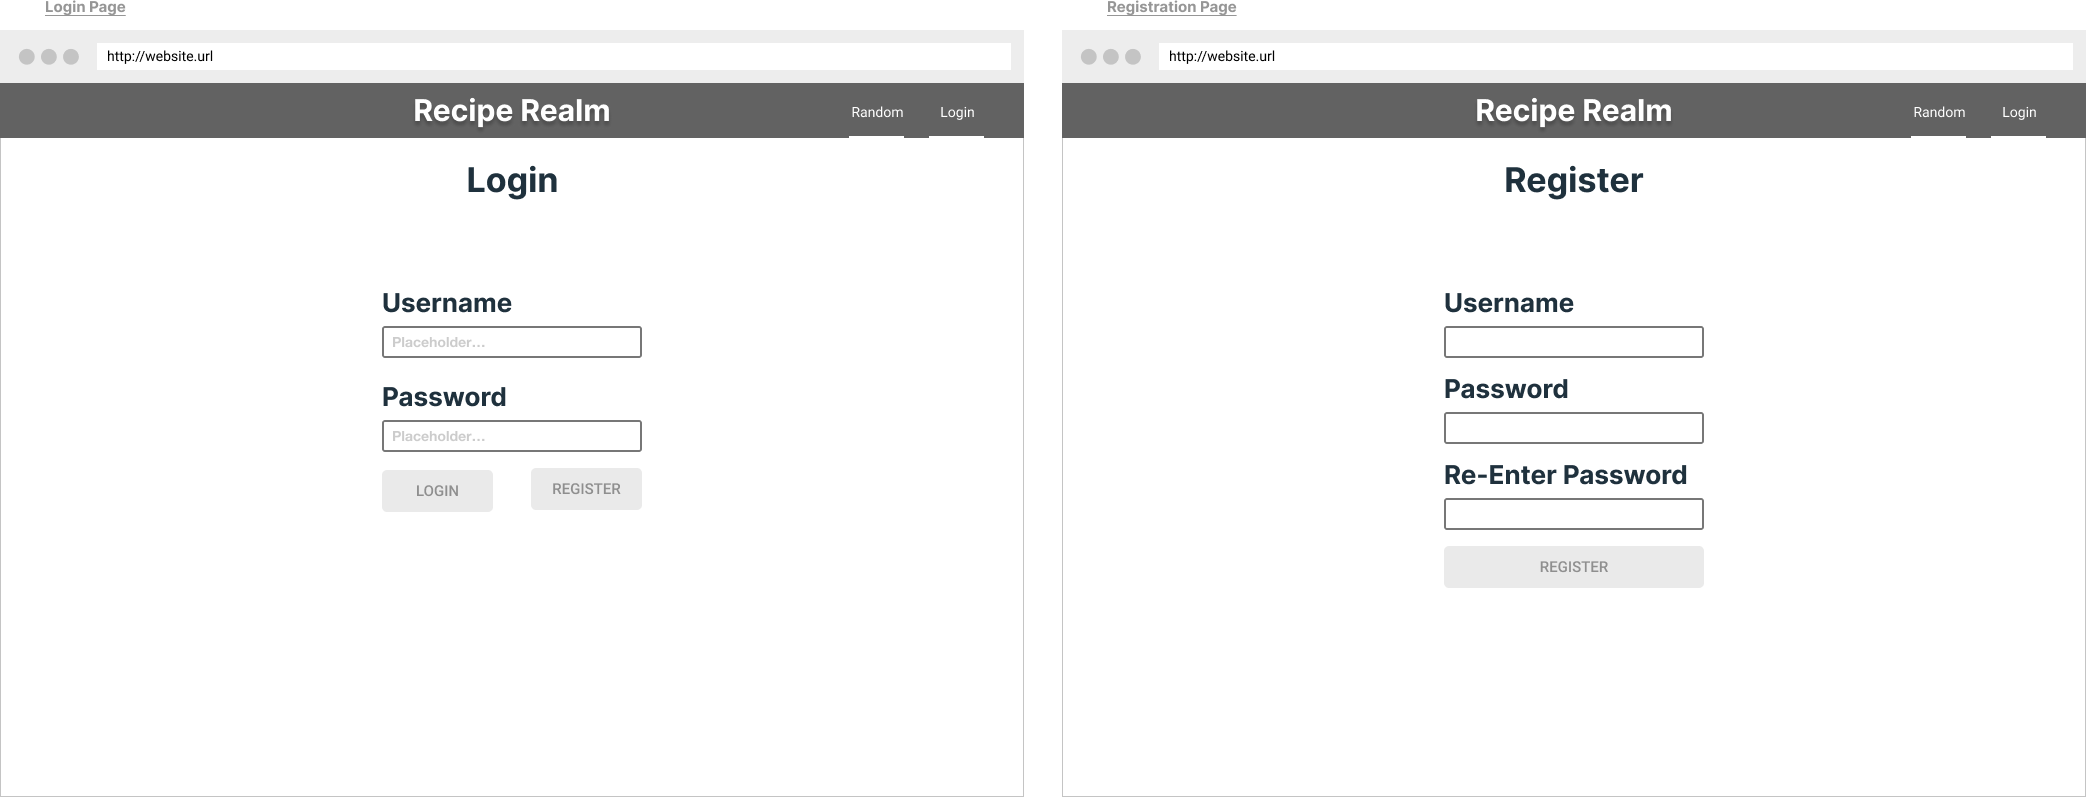 Login Page
http://website.url
Recipe Realm
Random
Login
Login
Username
Placeholder...
Password
Placeholder...
LOGIN
REGISTER
Registration Page
http://website.url
Recipe Realm
Random
Login
Register
Username
Password
Re-Enter Password
REGISTER